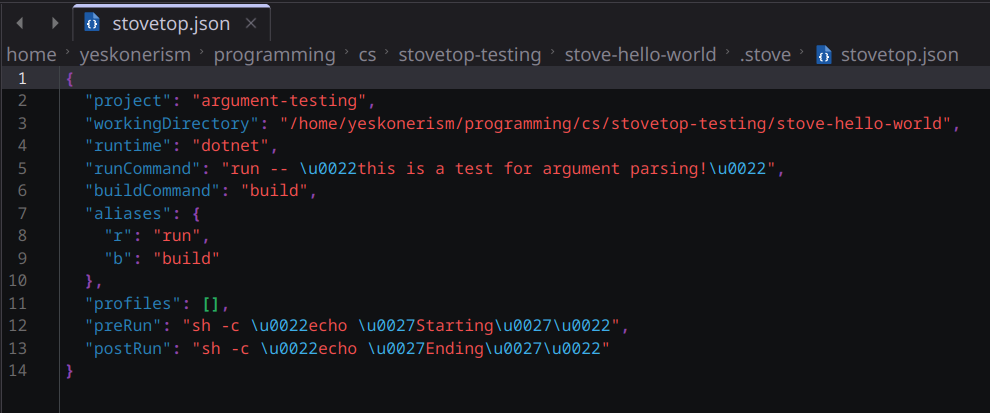 stovetop.json
home › yeskonerism › programming › cs › stovetop-testing › stove-hello-world › .stove › stovetop.json
1 {
2 "project": "argument-testing",
3 "workingDirectory": "/home/yeskonerism/programming/cs/stovetop-testing/stove-hello-world",
4 "runtime": "dotnet",
5 "runCommand": "run -- \u0022this is a test for argument parsing!\u0022",
6 "buildCommand": "build",
7 "aliases": {
8 "r": "run",
9 "b": "build"
10 },
11 "profiles": [],
12 "preRun": "sh -c \u0022echo \u0027Starting\u0027\u0022",
13 "postRun": "sh -c \u0022echo \u0027Ending\u0027\u0022"
14 }